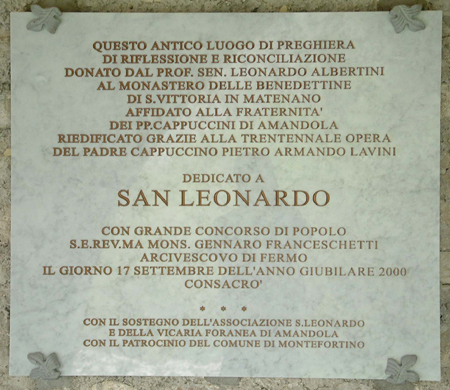 QUESTO ANTICO LUOGO DI PREGHIERA
DI RIFLESSIONE E RICONCILIAZIONE
DONATO DAL PROF. SEN. LEONARDO ALBERTINI
AL MONASTERO DELLE BENEDETTINE
DI S.VITTORIA IN MATENANO
AFFIDATO ALLA FRATERNITA'
DEI PP.CAPPUCCINI DI AMANDOLA
RIEDIFICATO GRAZIE ALLA TRENTENNALE OPERA
DEL PADRE CAPPUCCINO PIETRO ARMANDO LAVINI
DEDICATO A
SAN LEONARDO
CON GRANDE CONCORSO DI POPOLO
S.E.REV.MA MONS. GENNARO FRANCESCHETTI
ARCIVESCOVO DI FERMO
IL GIORNO 17 SETTEMBRE DELL'ANNO GIUBILARE 2000
CONSACRO'
* * *
CON IL SOSTEGNO DELL'ASSOCIAZIONE S.LEONARDO
E DELLA VICARIA FORANEA DI AMANDOLA
CON IL PATROCINIO DEL COMUNE DI MONTEFORTINO